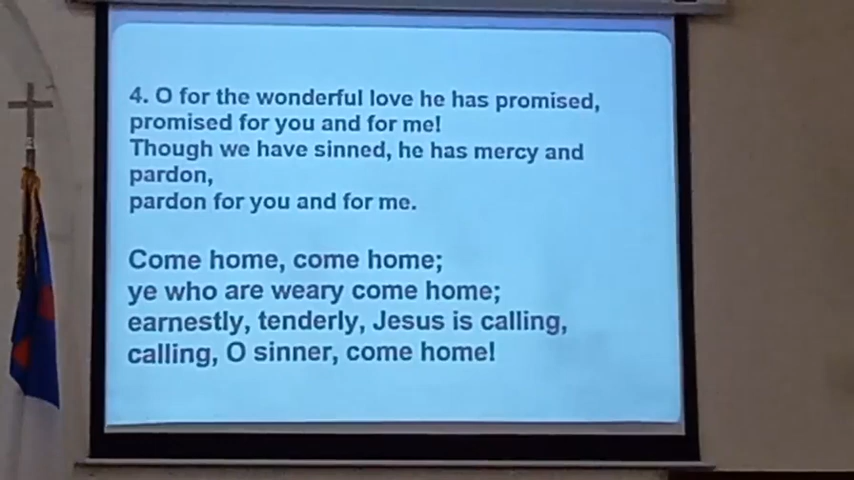 4. O for the wonderful love he has promised,
promised for you and for me!
Though we have sinned, he has mercy and
pardon,
pardon for you and for me.
Come home, come home;
ye who are weary come home;
earnestly, tenderly, Jesus is calling,
calling, O sinner, come home!